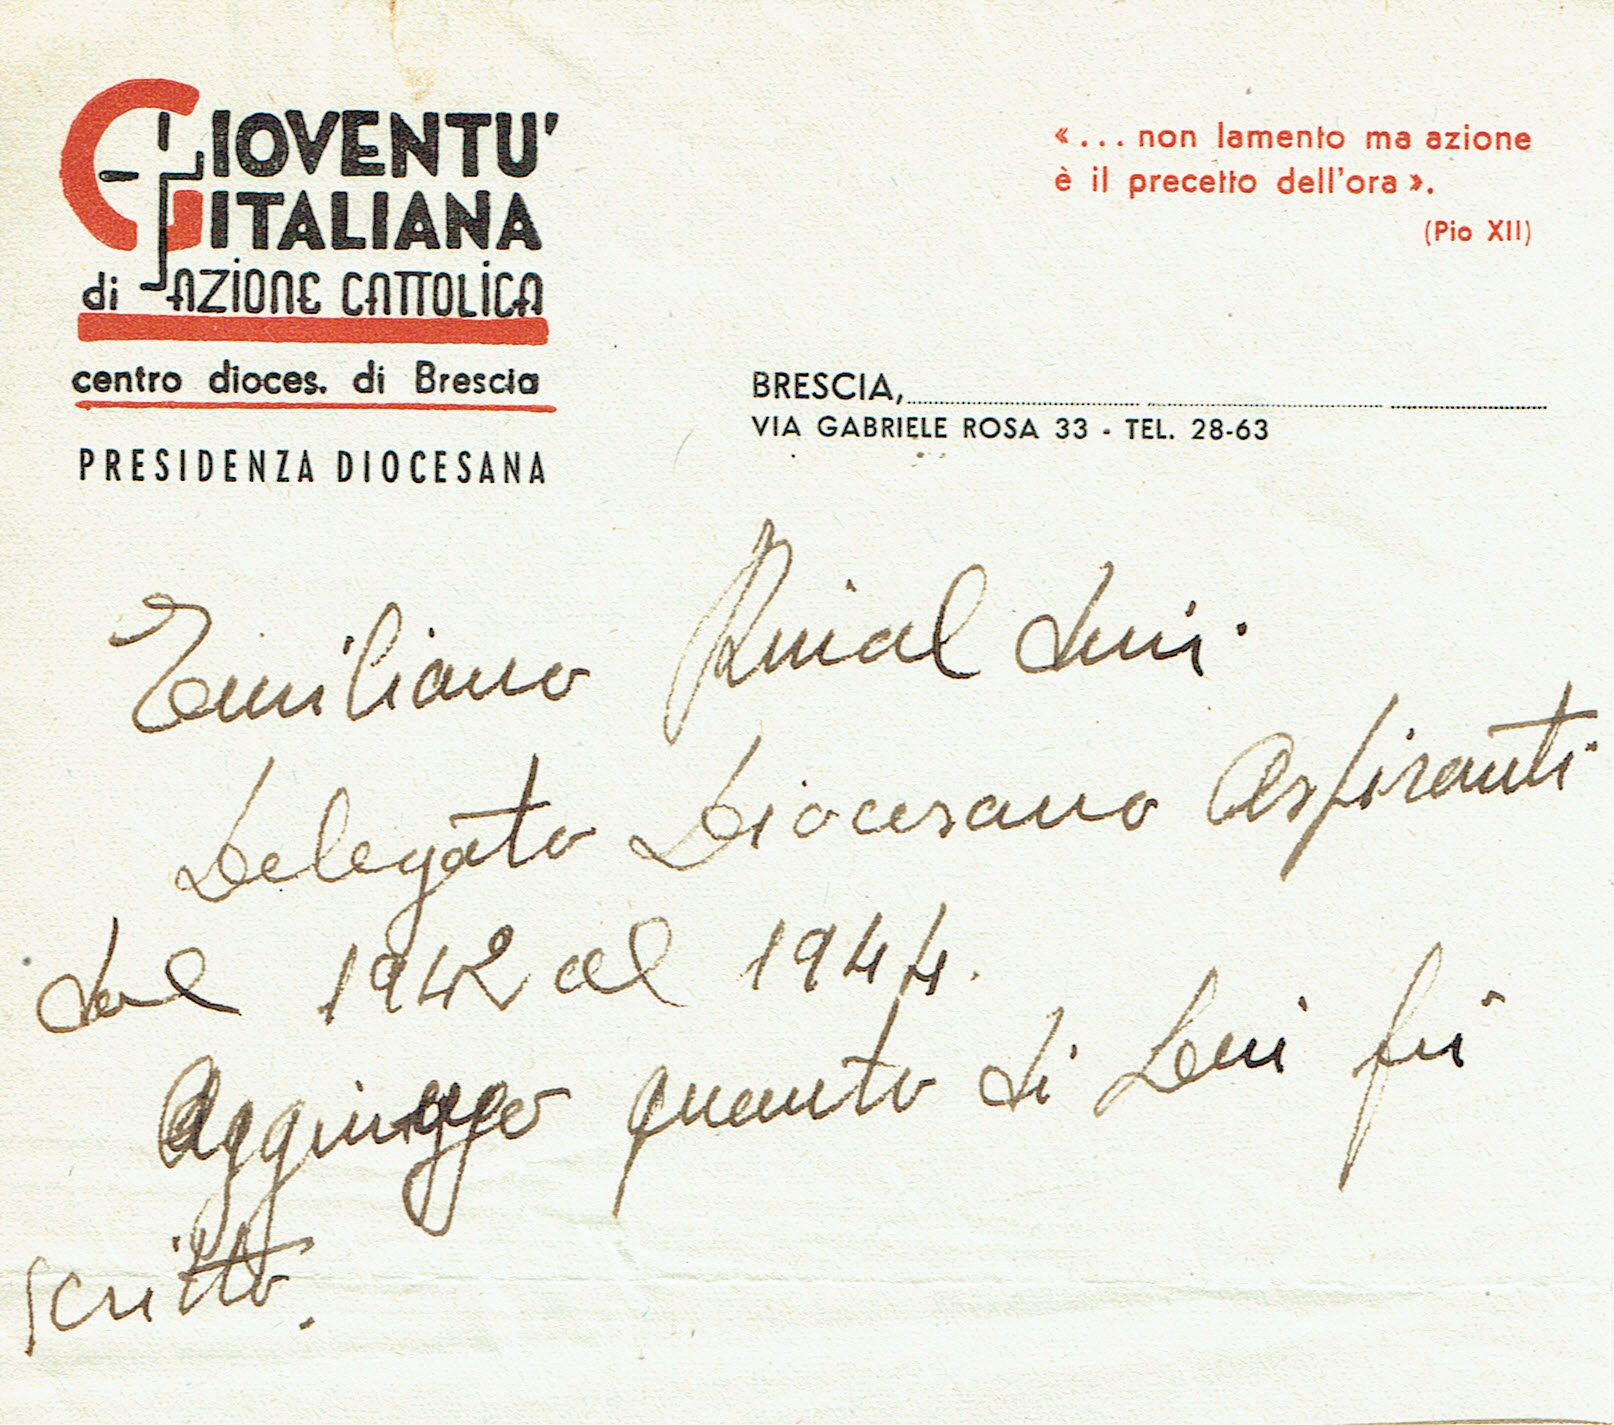 GIOVENTU'
ITALIANA
di AZIONE CATTOLICA
centro dioces. di Brescia
PRESIDENZA DIOCESANA
«... non lamento ma azione
è il precetto dell'ora».
(Pio XII)
BRESCIA,
VIA GABRIELE ROSA 33 - TEL. 28-63
Emiliano Rinaldini.
Delegato Diocesano Aspiranti
dal 1942 al 1944.
Aggiunggo quanto di Lui fù
scritto.